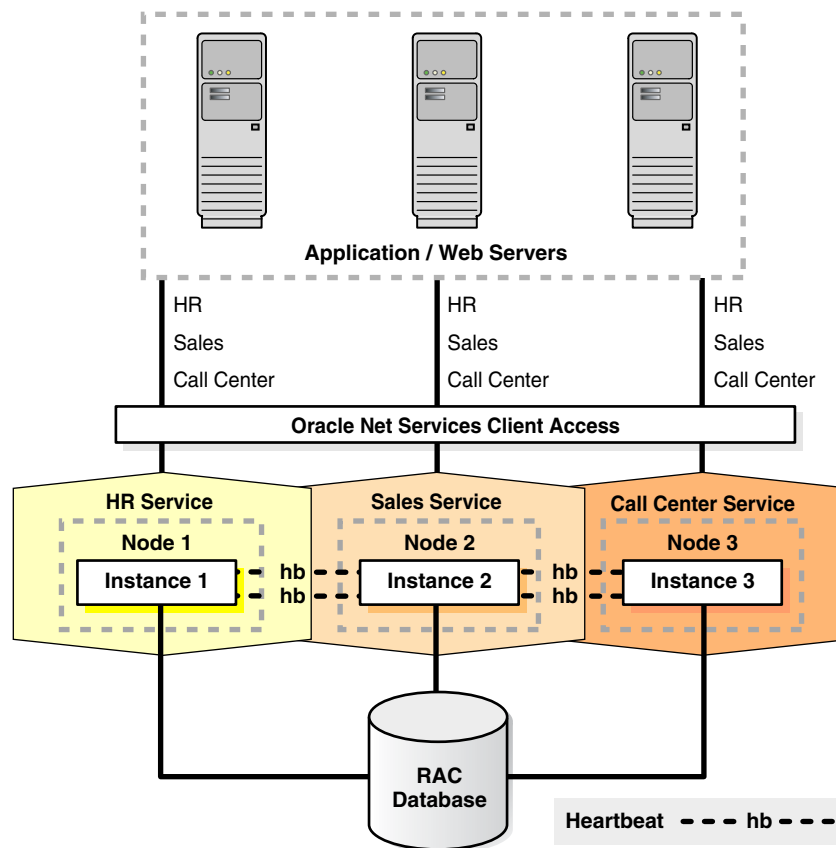 Application / Web Servers
HR
Sales
Call Center
HR
Sales
Call Center
HR
Sales
Call Center
Oracle Net Services Client Access
HR Service
Sales Service
Call Center Service
Node 1
Node 2
Node 3
Instance 1
hb
hb
Instance 2
hb
hb
Instance 3
RAC
Database
Heartbeat hb